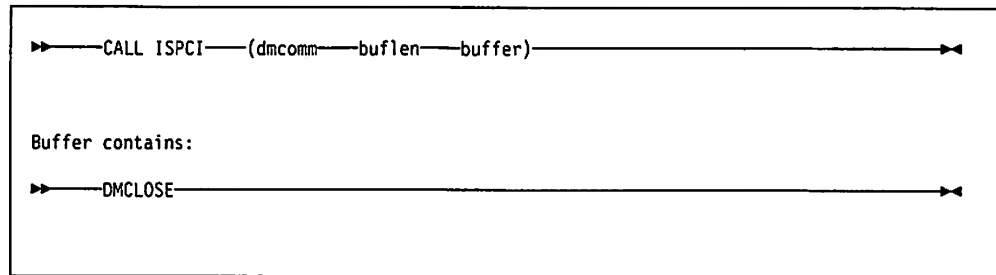 CALL ISPCI (dmcomm buflen buffer)
Buffer contains:
DMCLOSE